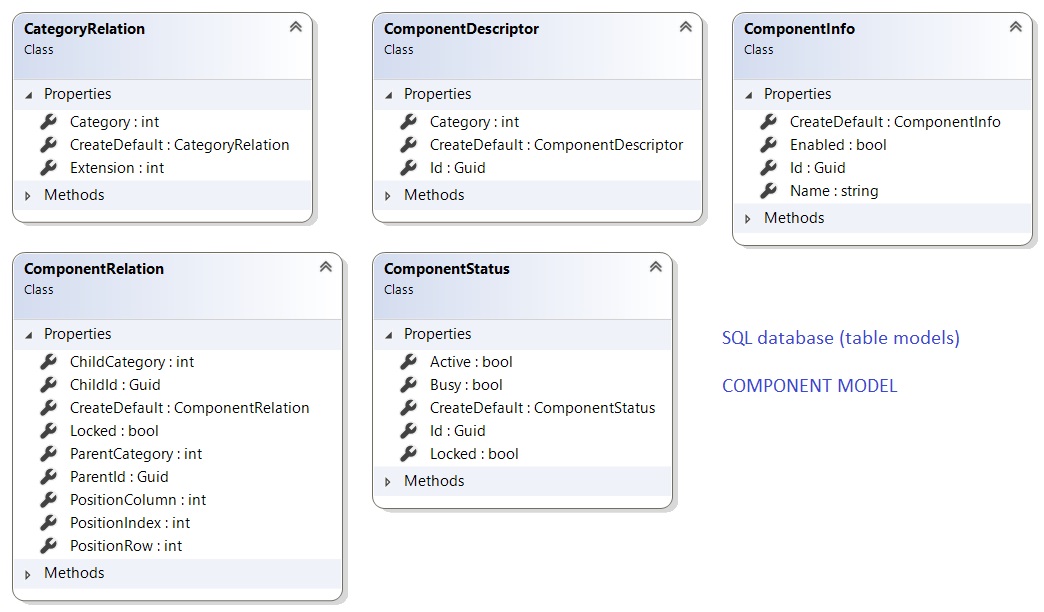 CategoryRelation
Class
Properties
Category : int
CreateDefault : CategoryRelation
Extension : int
Methods
ComponentDescriptor
Class
Properties
Category : int
CreateDefault : ComponentDescriptor
Id : Guid
Methods
ComponentInfo
Class
Properties
CreateDefault : ComponentInfo
Enabled : bool
Id : Guid
Name : string
Methods
ComponentRelation
Class
Properties
ChildCategory : int
ChildId : Guid
CreateDefault : ComponentRelation
Locked : bool
ParentCategory : int
ParentId : Guid
PositionColumn : int
PositionIndex : int
PositionRow : int
Methods
ComponentStatus
Class
Properties
Active : bool
Busy : bool
CreateDefault : ComponentStatus
Id : Guid
Locked : bool
Methods
SQL database (table models)
COMPONENT MODEL